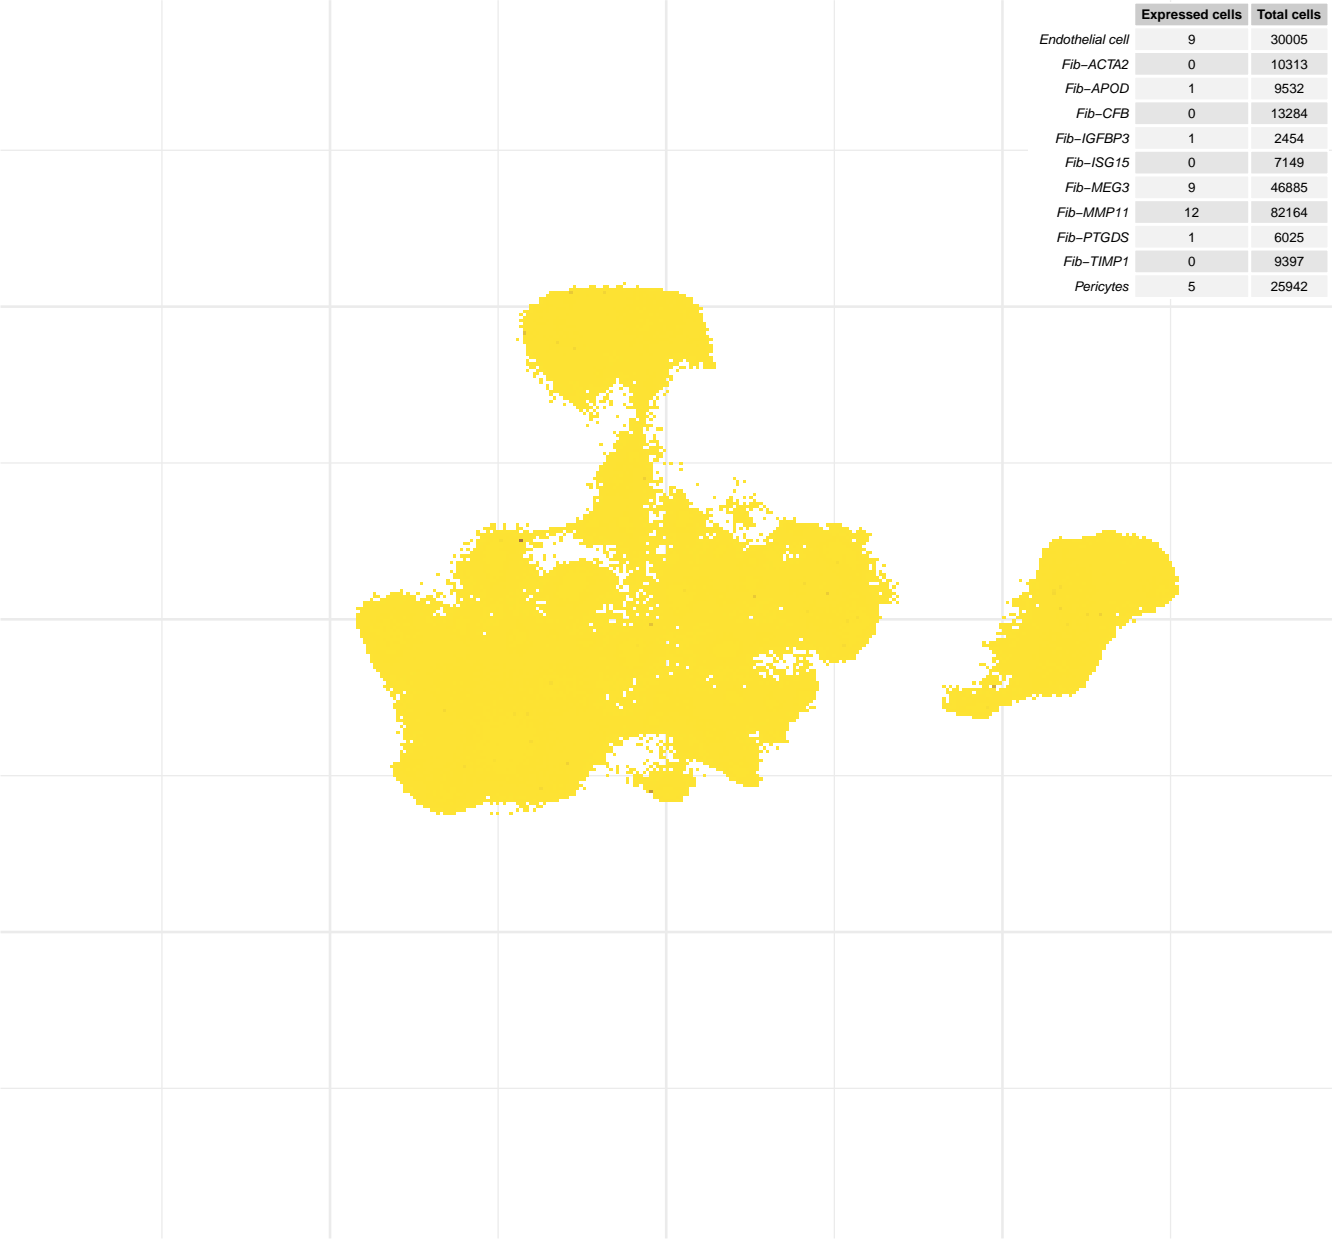 Expressed cells Total cells
Endothelial cell 9 30005
Fib−ACTA2 0 10313
Fib−APOD 1 9532
Fib−CFB 0 13284
Fib−IGFBP3 1 2454
Fib−ISG15 0 7149
Fib−MEG3 9 46885
Fib−MMP11 12 82164
Fib−PTGDS 1 6025
Fib−TIMP1 0 9397
Pericytes 5 25942